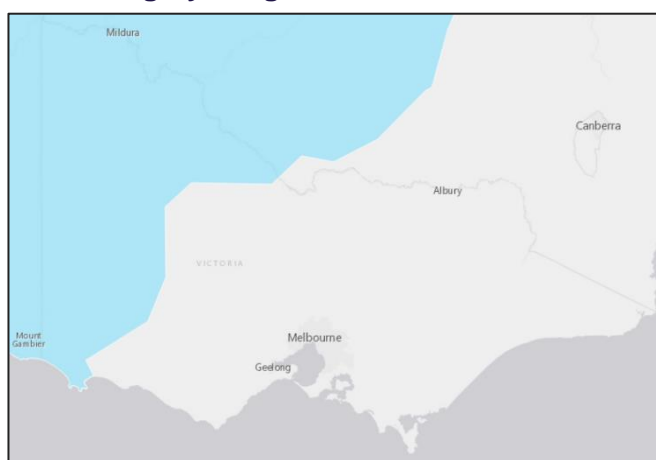 Mildura
Canberra
Albury
VICTORIA
Mount
Gambier
Melbourne
Geelong